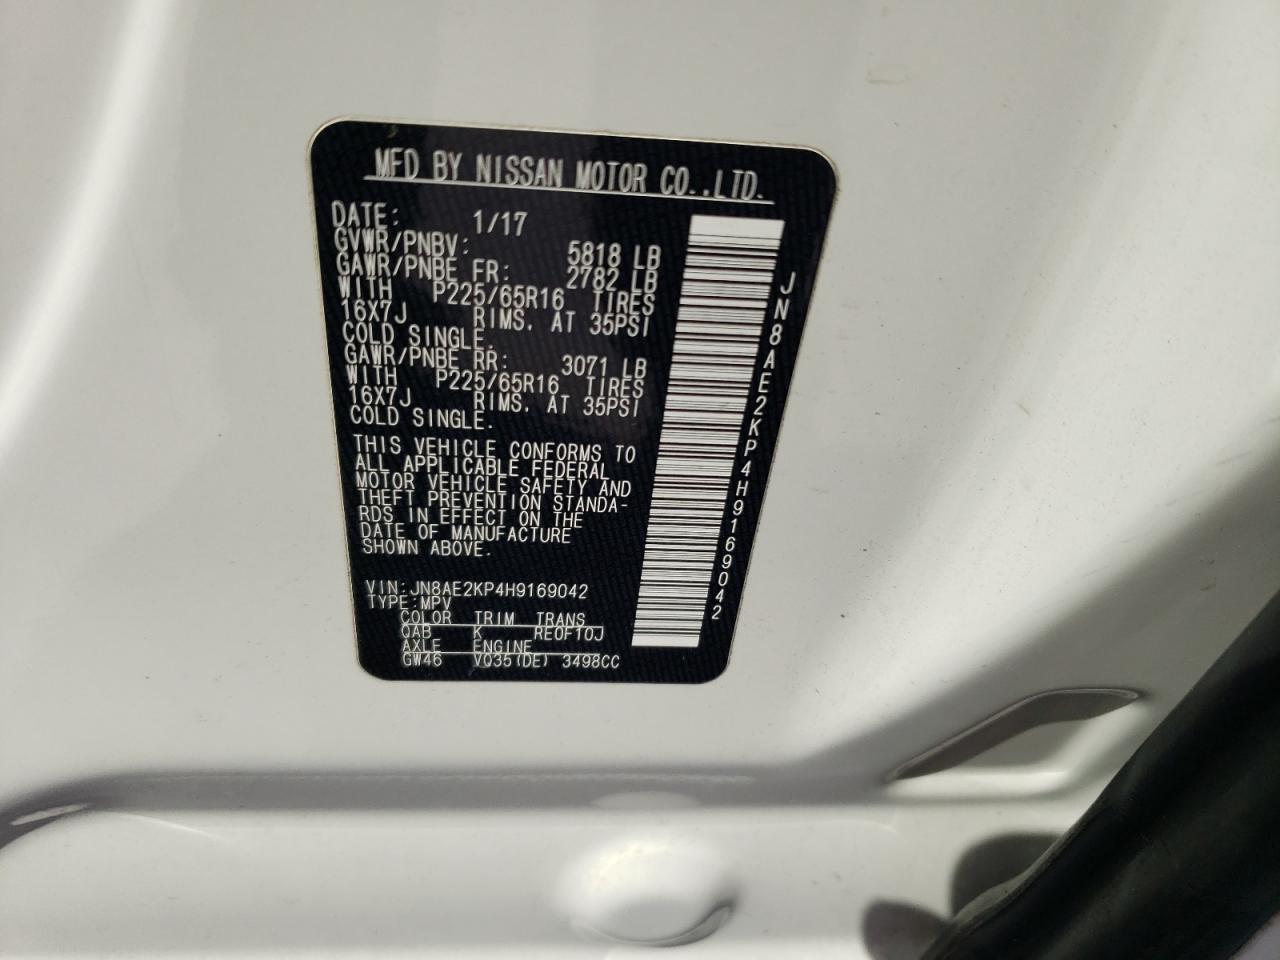 MFD BY NISSAN MOTOR CO.,LTD.
DATE: 1/17
GVWR/PNBV: 5818 LB
GAWR/PNBE FR: 2782 LB
WITH P225/65R16 TIRES
16X7J RIMS. AT 35PSI
COLD SINGLE.
GAWR/PNBE RR: 3071 LB
WITH P225/65R16 TIRES
16X7J RIMS. AT 35PSI
COLD SINGLE.
THIS VEHICLE CONFORMS TO
ALL APPLICABLE FEDERAL
MOTOR VEHICLE SAFETY AND
THEFT PREVENTION STANDA-
RDS IN EFFECT ON THE
DATE OF MANUFACTURE
SHOWN ABOVE.
VIN:JN8AE2KP4H9169042
TYPE:MPV
COLOR TRIM TRANS
QAB K RE0F10J
AXLE ENGINE
GW46 VQ35(DE) 3498CC
JN8AE2KP4H9169042